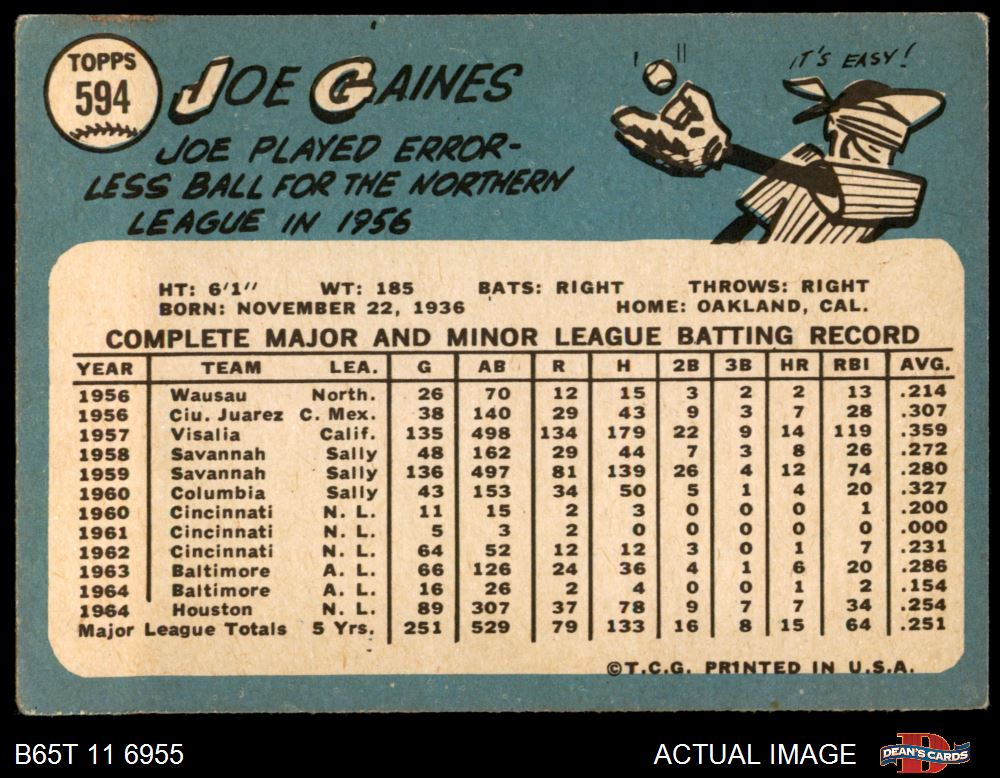 TOPPS
594
JOE GAINES
JOE PLAYED ERROR-
LESS BALL FOR THE NORTHERN
LEAGUE IN 1956
IT'S EASY!
HT: 6'1" WT: 185 BATS: RIGHT THROWS: RIGHT
BORN: NOVEMBER 22, 1936 HOME: OAKLAND, CAL.
COMPLETE MAJOR AND MINOR LEAGUE BATTING RECORD
YEAR TEAM LEA. G AB R H 2B 3B HR RBI AVG.
1956 Wausau North. 26 70 12 15 3 2 2 13 .214
1956 Ciu. Juarez C. Mex. 38 140 29 43 9 3 7 28 .307
1957 Visalia Calif. 135 498 134 179 22 9 14 119 .359
1958 Savannah Sally 48 162 29 44 7 3 8 26 .272
1959 Savannah Sally 136 497 81 139 26 4 12 74 .280
1960 Columbia Sally 43 153 34 50 5 1 4 20 .327
1960 Cincinnati N. L. 11 15 2 3 0 0 0 1 .200
1961 Cincinnati N. L. 5 3 2 0 0 0 0 0 .000
1962 Cincinnati N. L. 64 52 12 12 3 0 1 7 .231
1963 Baltimore A. L. 66 126 24 36 4 1 6 20 .286
1964 Baltimore A. L. 16 26 2 4 0 0 1 2 .154
1964 Houston N. L. 89 307 37 78 9 7 7 34 .254
Major League Totals 5 Yrs. 251 529 79 133 16 8 15 64 .251
©T.C.G. PRINTED IN U.S.A.
B65T 11 6955 ACTUAL IMAGE DEAN'S CARDS